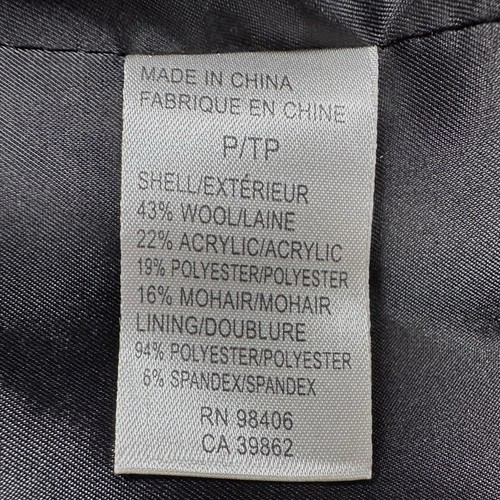 MADE IN CHINA
FABRIQUE EN CHINE
P/TP
SHELL/EXTÉRIEUR
43% WOOL/LAINE
22% ACRYLIC/ACRYLIC
19% POLYESTER/POLYESTER
16% MOHAIR/MOHAIR
LINING/DOUBLURE
94% POLYESTER/POLYESTER
6% SPANDEX/SPANDEX
RN 98406
CA 39862